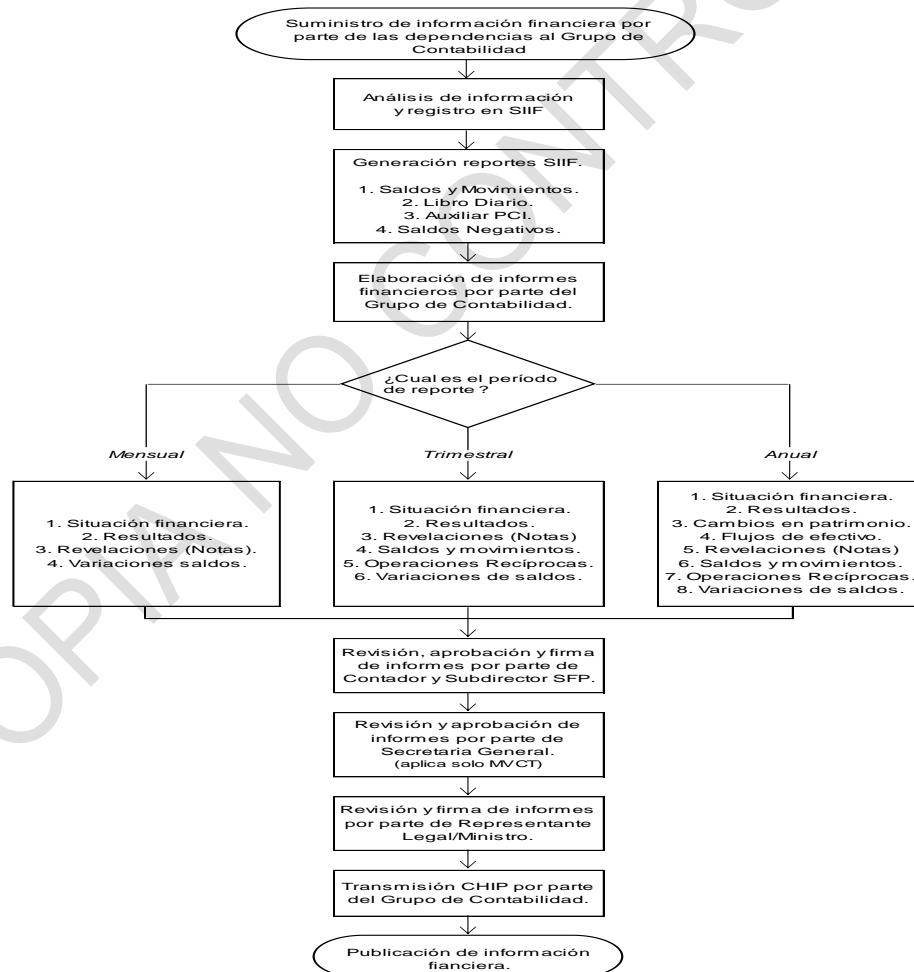 Suministro de información financiera por
parte de las dependencias al Grupo de
Contabilidad
Análisis de información
y registro en SIIF
Generación reportes SIIF.
1. Saldos y Movimientos.
2. Libro Diario.
3. Auxiliar PCI.
4. Saldos Negativos.
Elaboración de informes
financieros por parte del
Grupo de Contabilidad.
¿Cual es el período
de reporte ?
Mensual
Trimestral
Anual
1. Situación financiera.
2. Resultados.
3. Revelaciones (Notas).
4. Variaciones saldos.
1. Situación financiera.
2. Resultados.
3. Revelaciones (Notas)
4. Saldos y movimientos.
5. Operaciones Recíprocas.
6. Variaciones de saldos.
1. Situación financiera.
2. Resultados.
3. Cambios en patrimonio.
4. Flujos de efectivo.
5. Revelaciones (Notas)
6. Saldos y movimientos.
7. Operaciones Recíprocas.
8. Variaciones de saldos.
Revisión, aprobación y firma
de informes por parte de
Contador y Subdirector SFP.
Revisión y aprobación de
informes por parte de
Secretaria General.
(aplica solo MVCT)
Revisión y firma de informes
por parte de Representante
Legal/Ministro.
Transmisión CHIP por parte
del Grupo de Contabilidad.
Publicación de información
fianciera.
OPIA NO CONTRO